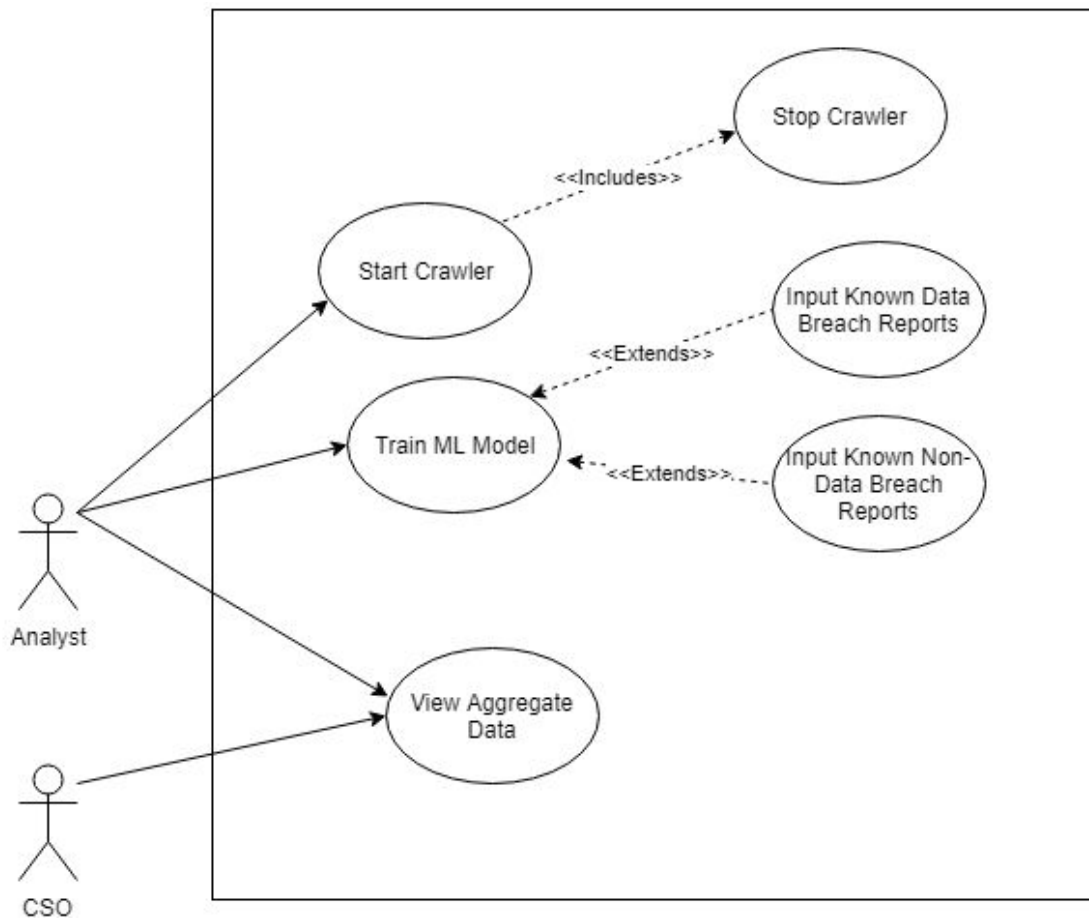 Stop Crawler
<<Includes>>
Start Crawler
Input Known Data
Breach Reports
<<Extends>>
Train ML Model
Input Known Non-
Data Breach
Reports
<<Extends>>
Analyst
View Aggregate
Data
CSO